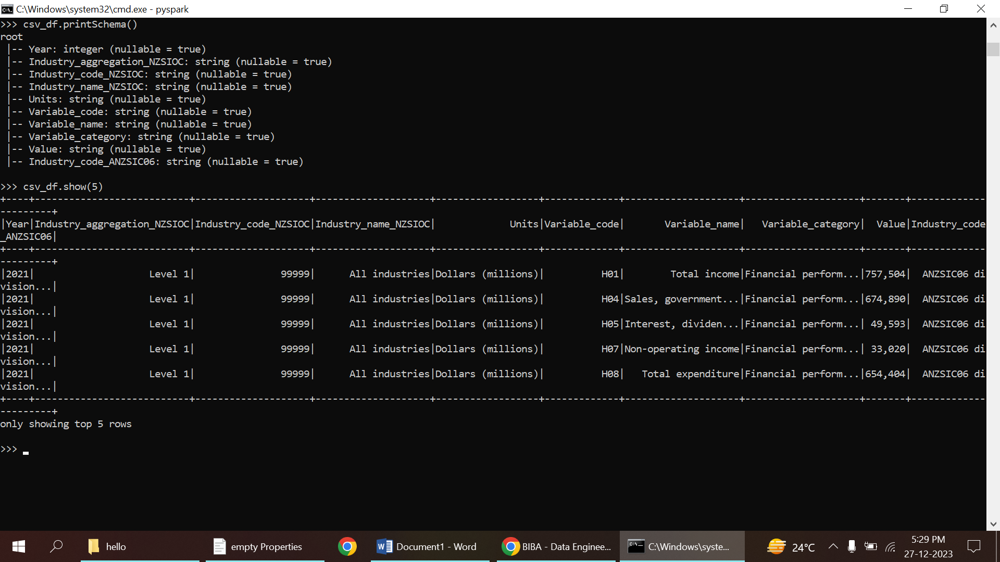 C:\Windows\system32\cmd.exe - pyspark
>>> csv_df.printSchema()
root
 |-- Year: integer (nullable = true)
 |-- Industry_aggregation_NZSIOC: string (nullable = true)
 |-- Industry_code_NZSIOC: string (nullable = true)
 |-- Industry_name_NZSIOC: string (nullable = true)
 |-- Units: string (nullable = true)
 |-- Variable_code: string (nullable = true)
 |-- Variable_name: string (nullable = true)
 |-- Variable_category: string (nullable = true)
 |-- Value: string (nullable = true)
 |-- Industry_code_ANZSIC06: string (nullable = true)
>>> csv_df.show(5)
+----+---------------------------+--------------------+--------------------+------------------+-------------+--------------------+--------------------+-------+-------------
---------+
|Year|Industry_aggregation_NZSIOC|Industry_code_NZSIOC|Industry_name_NZSIOC|             Units|Variable_code|       Variable_name|   Variable_category|  Value|Industry_code
_ANZSIC06|
+----+---------------------------+--------------------+--------------------+------------------+-------------+--------------------+--------------------+-------+-------------
---------+
|2021|                    Level 1|               99999|      All industries|Dollars (millions)|          H01|        Total income|Financial perform...|757,504|  ANZSIC06 di
vision...|
|2021|                    Level 1|               99999|      All industries|Dollars (millions)|          H04|Sales, government...|Financial perform...|674,890|  ANZSIC06 di
vision...|
|2021|                    Level 1|               99999|      All industries|Dollars (millions)|          H05|Interest, dividen...|Financial perform...| 49,593|  ANZSIC06 di
vision...|
|2021|                    Level 1|               99999|      All industries|Dollars (millions)|          H07|Non-operating income|Financial perform...| 33,020|  ANZSIC06 di
vision...|
|2021|                    Level 1|               99999|      All industries|Dollars (millions)|          H08|   Total expenditure|Financial perform...|654,404|  ANZSIC06 di
vision...|
+----+---------------------------+--------------------+--------------------+------------------+-------------+--------------------+--------------------+-------+-------------
---------+
only showing top 5 rows
>>>
hello
empty Properties
Document1 - Word
BIBA - Data Enginee...
C:\Windows\syste...
24°C
5:29 PM
27-12-2023